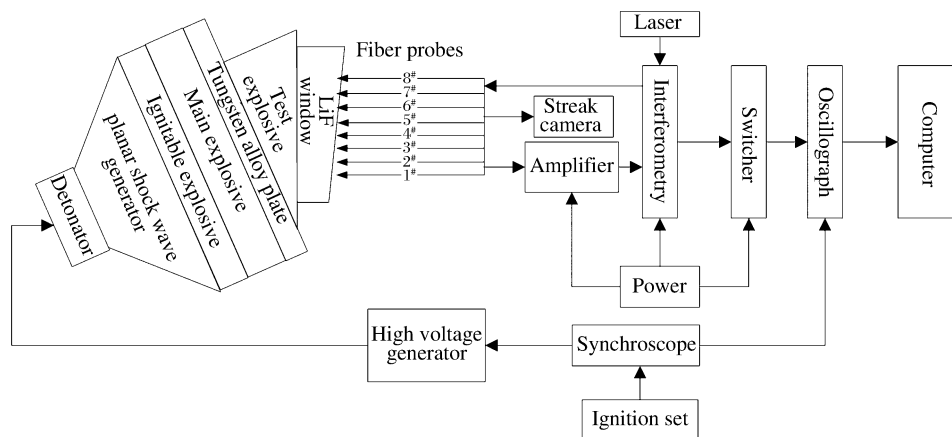 Detonator
planar shock wave
generator
Ignitable explosive
Main explosive
Tungsten alloy plate
Test
explosive
LiF
window
Fiber probes
8#
7#
6#
5#
4#
3#
2#
1#
Streak
camera
Amplifier
Laser
Interferometry
Switcher
Oscillograph
Computer
Power
High voltage
generator
Synchroscope
Ignition set